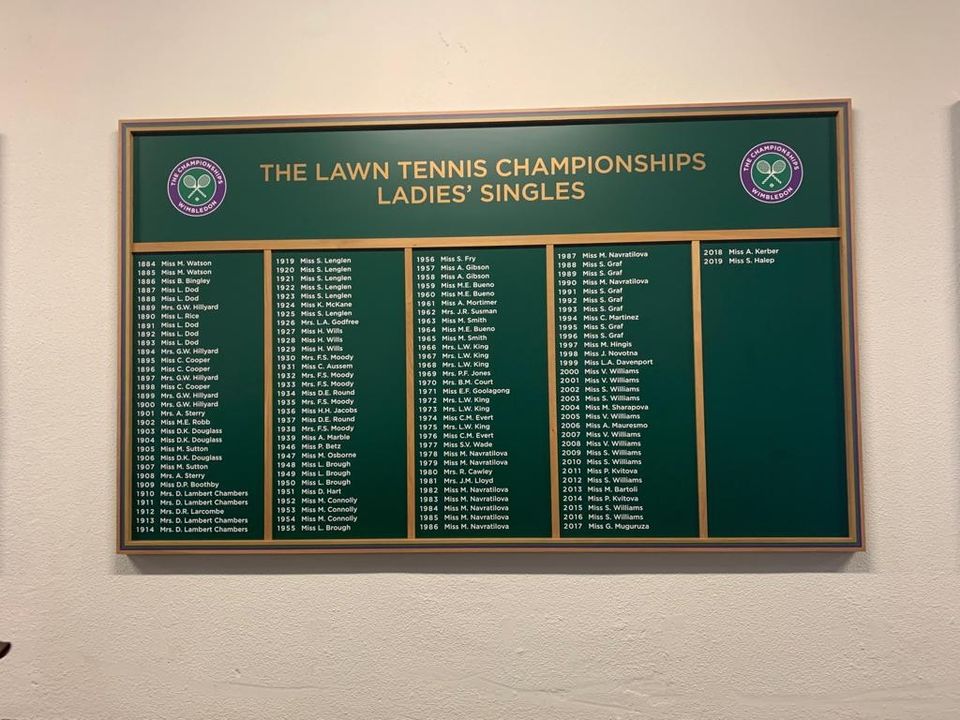 THE LAWN TENNIS CHAMPIONSHIPS
LADIES' SINGLES
THE CHAMPIONSHIPS
WIMBLEDON
THE CHAMPIONSHIPS
WIMBLEDON
1884 Miss M. Watson
1885 Miss M. Watson
1886 Miss B. Bingley
1887 Miss L. Dod
1888 Miss L. Dod
1889 Mrs. G.W. Hillyard
1890 Miss L. Rice
1891 Miss L. Dod
1892 Miss L. Dod
1893 Miss L. Dod
1894 Mrs. G.W. Hillyard
1895 Miss C. Cooper
1896 Miss C. Cooper
1897 Mrs. G.W. Hillyard
1898 Miss C. Cooper
1899 Mrs. G.W. Hillyard
1900 Mrs. G.W. Hillyard
1901 Mrs. A. Sterry
1902 Miss M.E. Robb
1903 Miss D.K. Douglass
1904 Miss D.K. Douglass
1905 Miss M. Sutton
1906 Miss D.K. Douglass
1907 Miss M. Sutton
1908 Mrs. A. Sterry
1909 Miss D.P. Boothby
1910 Mrs. D. Lambert Chambers
1911 Mrs. D. Lambert Chambers
1912 Mrs. D.R. Larcombe
1913 Mrs. D. Lambert Chambers
1914 Mrs. D. Lambert Chambers
1919 Miss S. Lenglen
1920 Miss S. Lenglen
1921 Miss S. Lenglen
1922 Miss S. Lenglen
1923 Miss S. Lenglen
1924 Miss K. McKane
1925 Miss S. Lenglen
1926 Mrs. L.A. Godfree
1927 Miss H. Wills
1928 Miss H. Wills
1929 Miss H. Wills
1930 Mrs. F.S. Moody
1931 Miss C. Aussem
1932 Mrs. F.S. Moody
1933 Mrs. F.S. Moody
1934 Miss D.E. Round
1935 Mrs. F.S. Moody
1936 Miss H.H. Jacobs
1937 Miss D.E. Round
1938 Mrs. F.S. Moody
1939 Miss A. Marble
1946 Miss P. Betz
1947 Miss M. Osborne
1948 Miss L. Brough
1949 Miss L. Brough
1950 Miss L. Brough
1951 Miss D. Hart
1952 Miss M. Connolly
1953 Miss M. Connolly
1954 Miss M. Connolly
1955 Miss L. Brough
1956 Miss S. Fry
1957 Miss A. Gibson
1958 Miss A. Gibson
1959 Miss M.E. Bueno
1960 Miss M.E. Bueno
1961 Miss A. Mortimer
1962 Mrs. J.R. Susman
1963 Miss M. Smith
1964 Miss M.E. Bueno
1965 Miss M. Smith
1966 Mrs. L.W. King
1967 Mrs. L.W. King
1968 Mrs. L.W. King
1969 Mrs. P.F. Jones
1970 Mrs. B.M. Court
1971 Miss E.F. Goolagong
1972 Mrs. L.W. King
1973 Mrs. L.W. King
1974 Miss C.M. Evert
1975 Mrs. L.W. King
1976 Miss C.M. Evert
1977 Miss S.V. Wade
1978 Miss M. Navratilova
1979 Miss M. Navratilova
1980 Mrs. R. Cawley
1981 Mrs. J.M. Lloyd
1982 Miss M. Navratilova
1983 Miss M. Navratilova
1984 Miss M. Navratilova
1985 Miss M. Navratilova
1986 Miss M. Navratilova
1987 Miss M. Navratilova
1988 Miss S. Graf
1989 Miss S. Graf
1990 Miss M. Navratilova
1991 Miss S. Graf
1992 Miss S. Graf
1993 Miss S. Graf
1994 Miss C. Martinez
1995 Miss S. Graf
1996 Miss S. Graf
1997 Miss M. Hingis
1998 Miss J. Novotna
1999 Miss L.A. Davenport
2000 Miss V. Williams
2001 Miss V. Williams
2002 Miss S. Williams
2003 Miss S. Williams
2004 Miss M. Sharapova
2005 Miss V. Williams
2006 Miss A. Mauresmo
2007 Miss V. Williams
2008 Miss V. Williams
2009 Miss S. Williams
2010 Miss S. Williams
2011 Miss P. Kvitova
2012 Miss S. Williams
2013 Miss M. Bartoli
2014 Miss P. Kvitova
2015 Miss S. Williams
2016 Miss S. Williams
2017 Miss G. Muguruza
2018 Miss A. Kerber
2019 Miss S. Halep